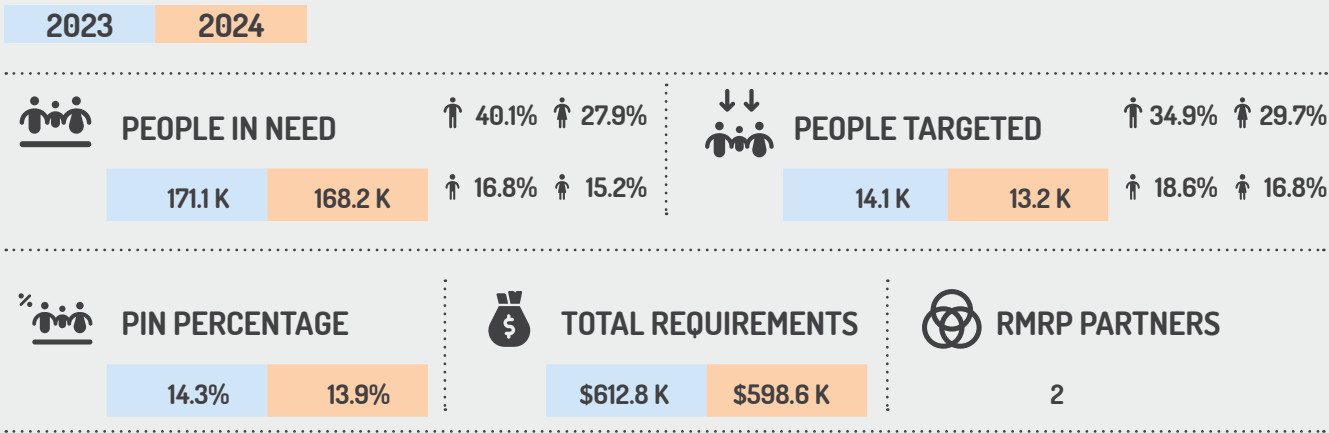 2023 2024
PEOPLE IN NEED
40.1% 27.9%
171.1 K 168.2 K
16.8% 15.2%
PEOPLE TARGETED
34.9% 29.7%
14.1 K 13.2 K
18.6% 16.8%
% PIN PERCENTAGE
14.3% 13.9%
$ TOTAL REQUIREMENTS
$612.8 K $598.6 K
RMRP PARTNERS
2